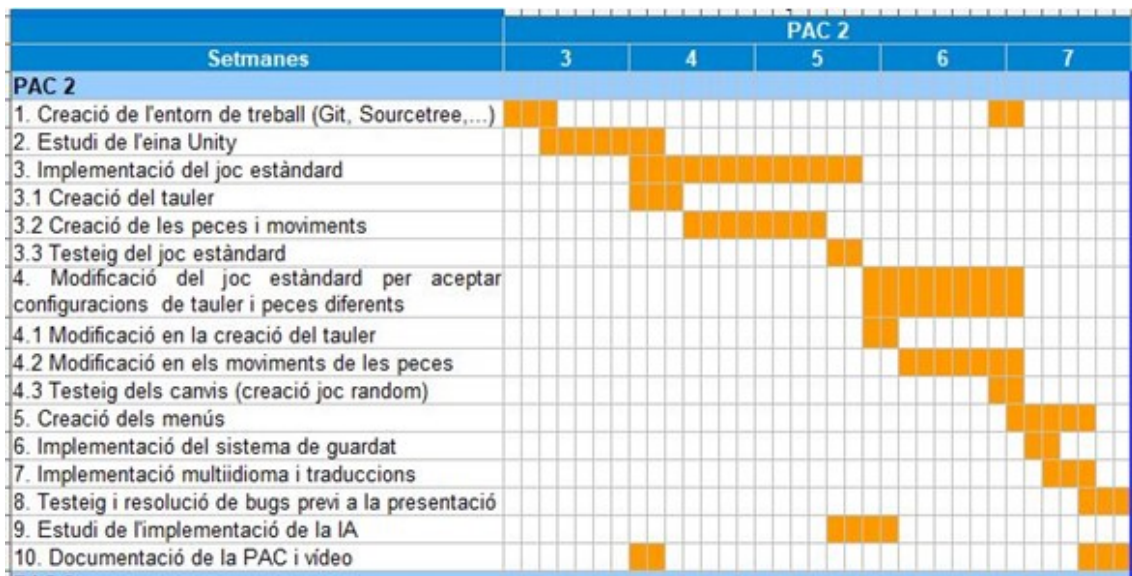 PAC 2
Setmanes 3 4 5 6 7
PAC 2
1. Creació de l'entorn de treball (Git, Sourcetree,...)
2. Estudi de l'eina Unity
3. Implementació del joc estàndard
3.1 Creació del tauler
3.2 Creació de les peces i moviments
3.3 Testeig del joc estàndard
4. Modificació del joc estàndard per aceptar
configuracions de tauler i peces diferents
4.1 Modificació en la creació del tauler
4.2 Modificació en els moviments de les peces
4.3 Testeig dels canvis (creació joc random)
5. Creació dels menús
6. Implementació del sistema de guardat
7. Implementació multiidioma i traduccions
8. Testeig i resolució de bugs previ a la presentació
9. Estudi de l'implementació de la IA
10. Documentació de la PAC i vídeo